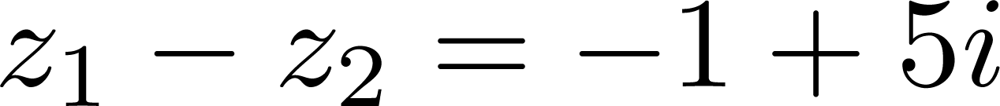 z₁ − z₂ = −1 + 5i